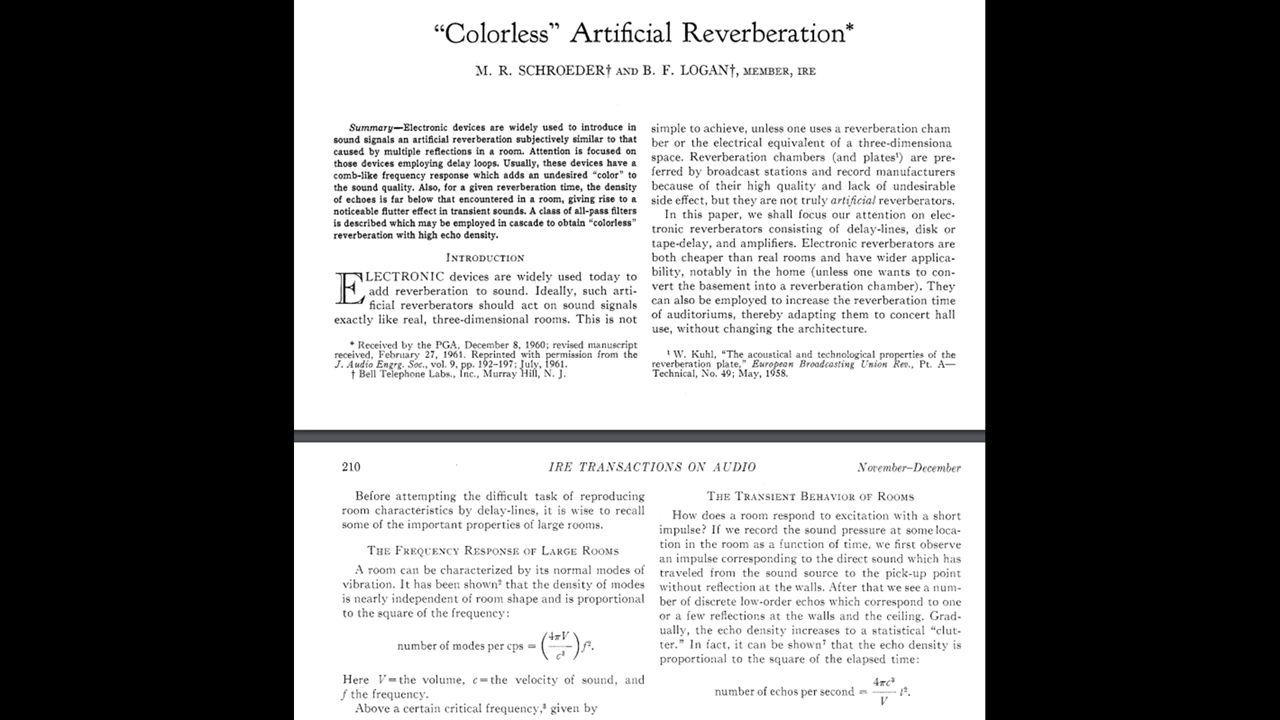 “Colorless” Artificial Reverberation*
M. R. SCHROEDER† AND B. F. LOGAN†, MEMBER, IRE
Summary—Electronic devices are widely used to introduce in
sound signals an artificial reverberation subjectively similar to that
caused by multiple reflections in a room. Attention is focused on
those devices employing delay loops. Usually, these devices have a
comb-like frequency response which adds an undesired “color” to
the sound quality. Also, for a given reverberation time, the density
of echoes is far below that encountered in a room, giving rise to a
noticeable flutter effect in transient sounds. A class of all-pass filters
is described which may be employed in cascade to obtain “colorless”
reverberation with high echo density.
INTRODUCTION
ELECTRONIC devices are widely used today to
add reverberation to sound. Ideally, such arti-
ficial reverberators should act on sound signals
exactly like real, three-dimensional rooms. This is not
* Received by the PGA, December 8, 1960; revised manuscript
received, February 27, 1961. Reprinted with permission from the
J. Audio Engrg. Soc., vol. 9, pp. 192–197; July, 1961.
† Bell Telephone Labs., Inc., Murray Hill, N. J.
simple to achieve, unless one uses a reverberation cham
ber or the electrical equivalent of a three-dimensiona
space. Reverberation chambers (and plates¹) are pre-
ferred by broadcast stations and record manufacturers
because of their high quality and lack of undesirable
side effect, but they are not truly artificial reverberators.
In this paper, we shall focus our attention on elec-
tronic reverberators consisting of delay-lines, disk or
tape-delay, and amplifiers. Electronic reverberators are
both cheaper than real rooms and have wider applica-
bility, notably in the home (unless one wants to con-
vert the basement into a reverberation chamber). They
can also be employed to increase the reverberation time
of auditoriums, thereby adapting them to concert hall
use, without changing the architecture.
¹ W. Kuhl, “The acoustical and technological properties of the
reverberation plate,” European Broadcasting Union Rev., Pt. A—
Technical, No. 49; May, 1958.
210
IRE TRANSACTIONS ON AUDIO
November–December
Before attempting the difficult task of reproducing
room characteristics by delay-lines, it is wise to recall
some of the important properties of large rooms.
THE FREQUENCY RESPONSE OF LARGE ROOMS
A room can be characterized by its normal modes of
vibration. It has been shown² that the density of modes
is nearly independent of room shape and is proportional
to the square of the frequency:
number of modes per cps = (4πV/c³) f².
Here V = the volume, c = the velocity of sound, and
f the frequency.
Above a certain critical frequency,³ given by
THE TRANSIENT BEHAVIOR OF ROOMS
How does a room respond to excitation with a short
impulse? If we record the sound pressure at some loca-
tion in the room as a function of time, we first observe
an impulse corresponding to the direct sound which has
traveled from the sound source to the pick-up point
without reflection at the walls. After that we see a num-
ber of discrete low-order echos which correspond to one
or a few reflections at the walls and the ceiling. Grad-
ually, the echo density increases to a statistical “clut-
ter.” In fact, it can be shown⁷ that the echo density is
proportional to the square of the elapsed time:
number of echos per second = 4πc³/V t².